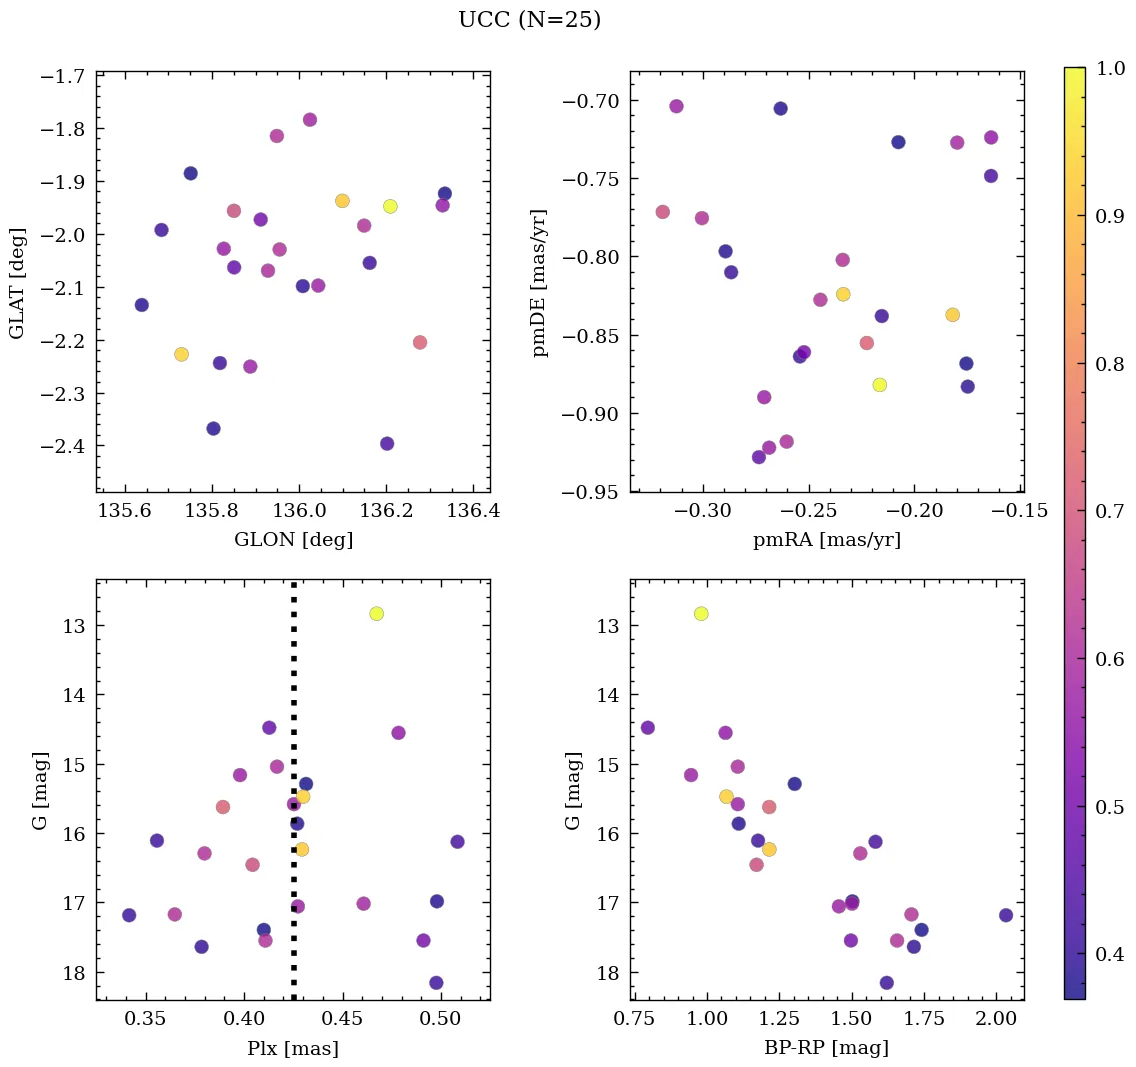 UCC (N=25)
−1.7
−1.8
−1.9
−2.0
−2.1
−2.2
−2.3
−2.4
GLAT [deg]
135.6 135.8 136.0 136.2 136.4
GLON [deg]
−0.70
−0.75
−0.80
−0.85
−0.90
−0.95
pmDE [mas/yr]
−0.30 −0.25 −0.20 −0.15
pmRA [mas/yr]
13
14
15
16
17
18
G [mag]
0.35 0.40 0.45 0.50
Plx [mas]
13
14
15
16
17
18
G [mag]
0.75 1.00 1.25 1.50 1.75 2.00
BP-RP [mag]
1.0
0.9
0.8
0.7
0.6
0.5
0.4